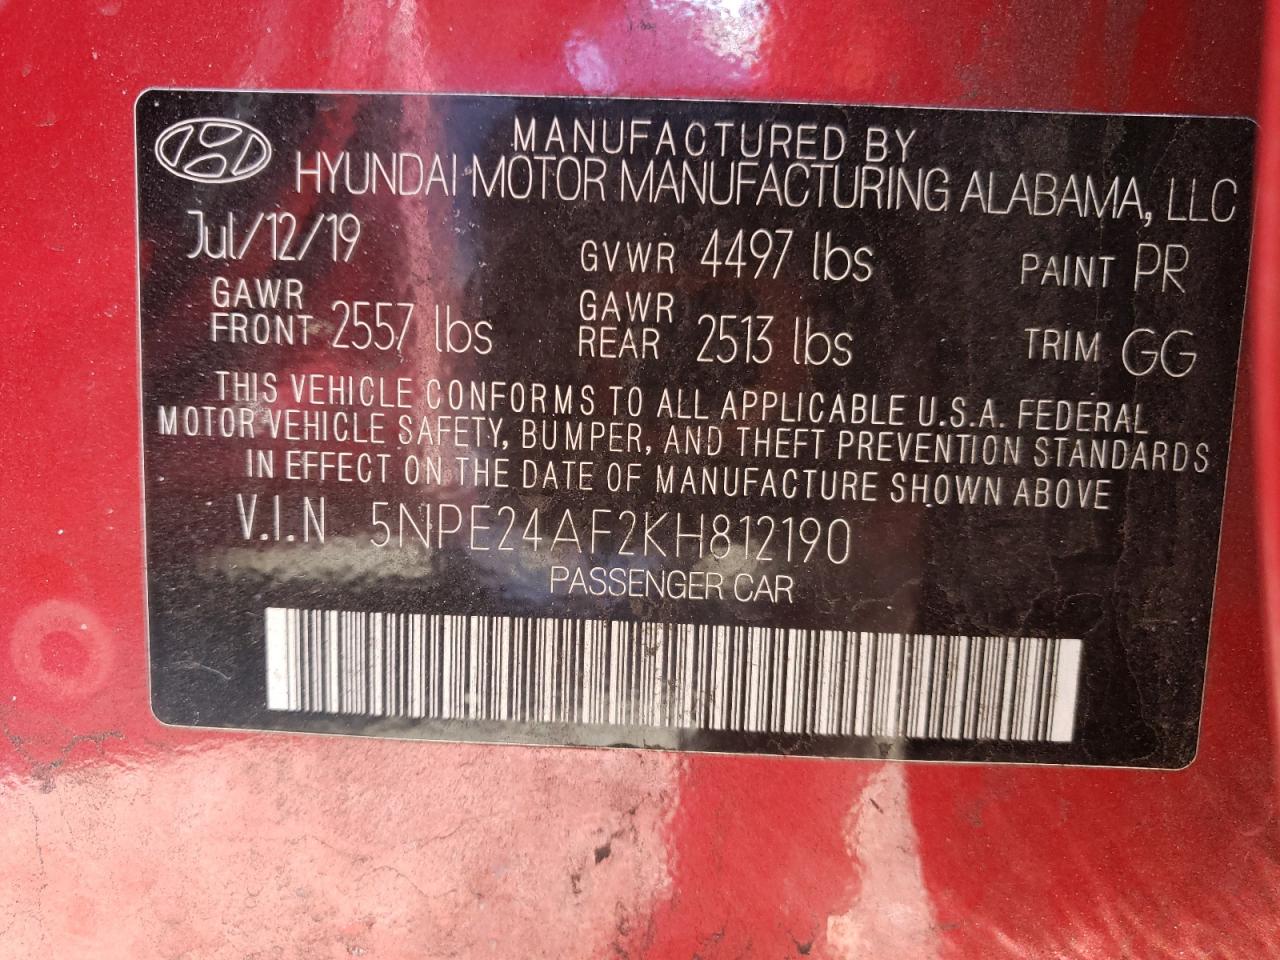 MANUFACTURED BY
HYUNDAI MOTOR MANUFACTURING ALABAMA, LLC
Jul/12/19 GVWR 4497 lbs PAINT PR
GAWR FRONT 2557 lbs GAWR REAR 2513 lbs TRIM GG
THIS VEHICLE CONFORMS TO ALL APPLICABLE U.S.A. FEDERAL
MOTOR VEHICLE SAFETY, BUMPER, AND THEFT PREVENTION STANDARDS
IN EFFECT ON THE DATE OF MANUFACTURE SHOWN ABOVE
V.I.N 5NPE24AF2KH812190
PASSENGER CAR